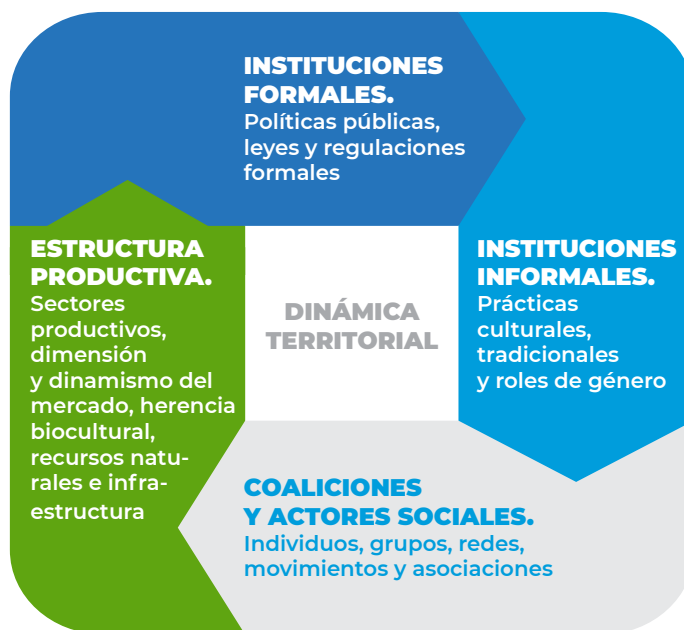 INSTITUCIONES
FORMALES.
Políticas públicas,
leyes y regulaciones
formales
ESTRUCTURA
PRODUCTIVA.
Sectores
productivos,
dimensión
y dinamismo del
mercado, herencia
biocultural,
recursos natu-
rales e infra-
estructura
DINÁMICA
TERRITORIAL
INSTITUCIONES
INFORMALES.
Prácticas
culturales,
tradicionales
y roles de género
COALICIONES
Y ACTORES SOCIALES.
Individuos, grupos, redes,
movimientos y asociaciones